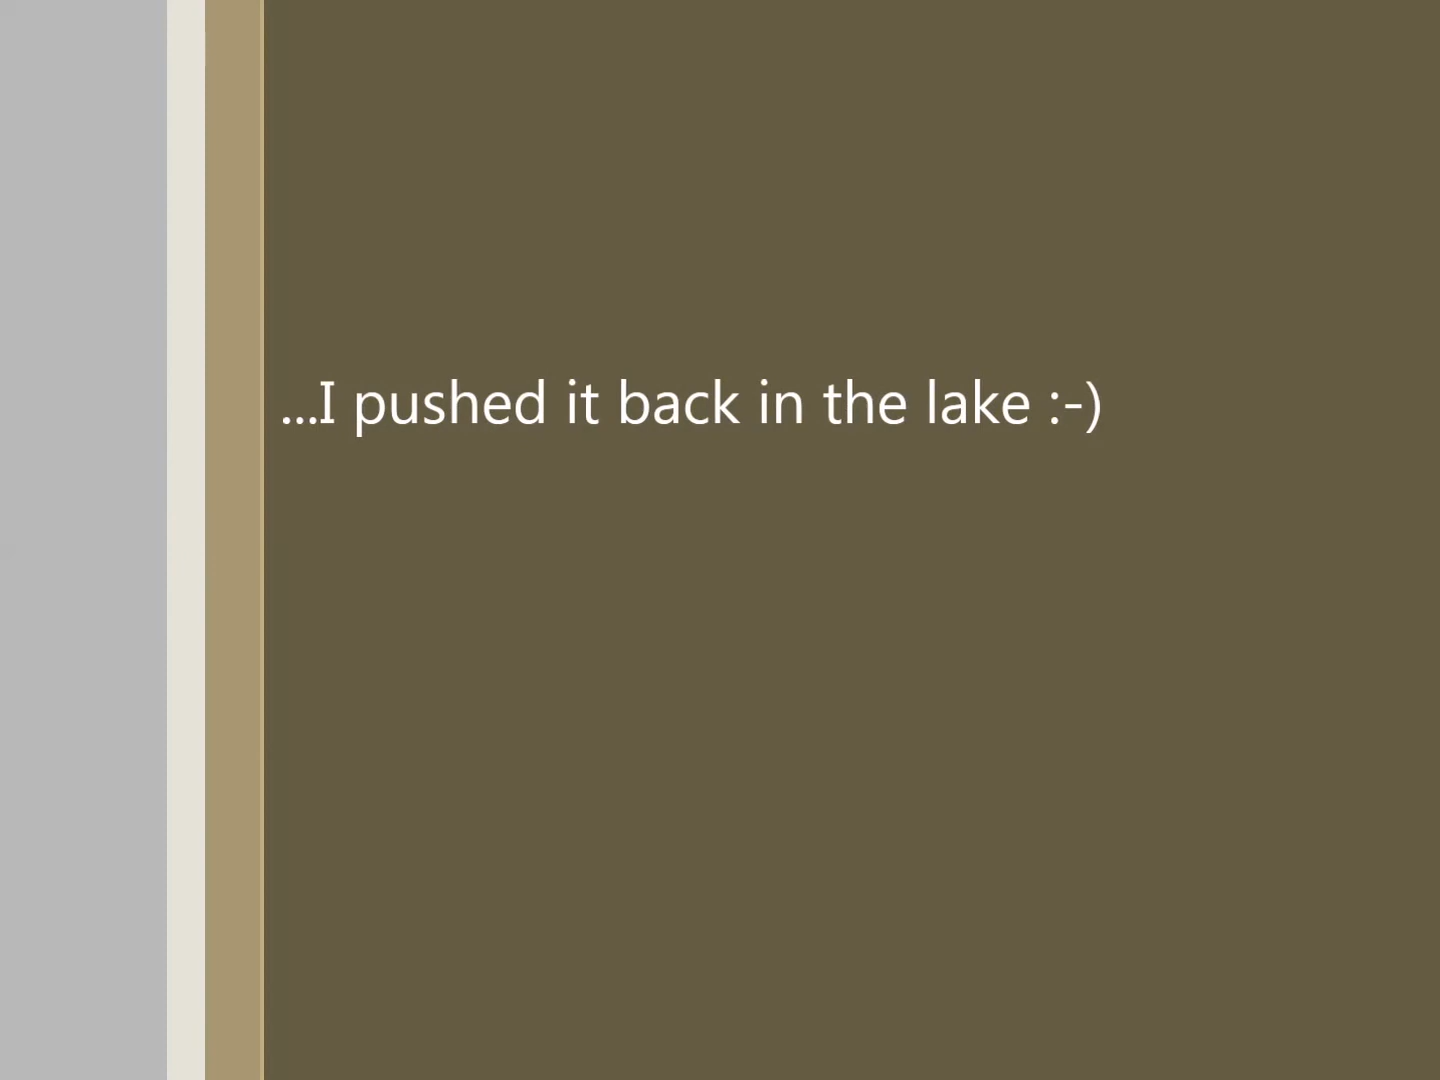 ...I pushed it back in the lake :-)